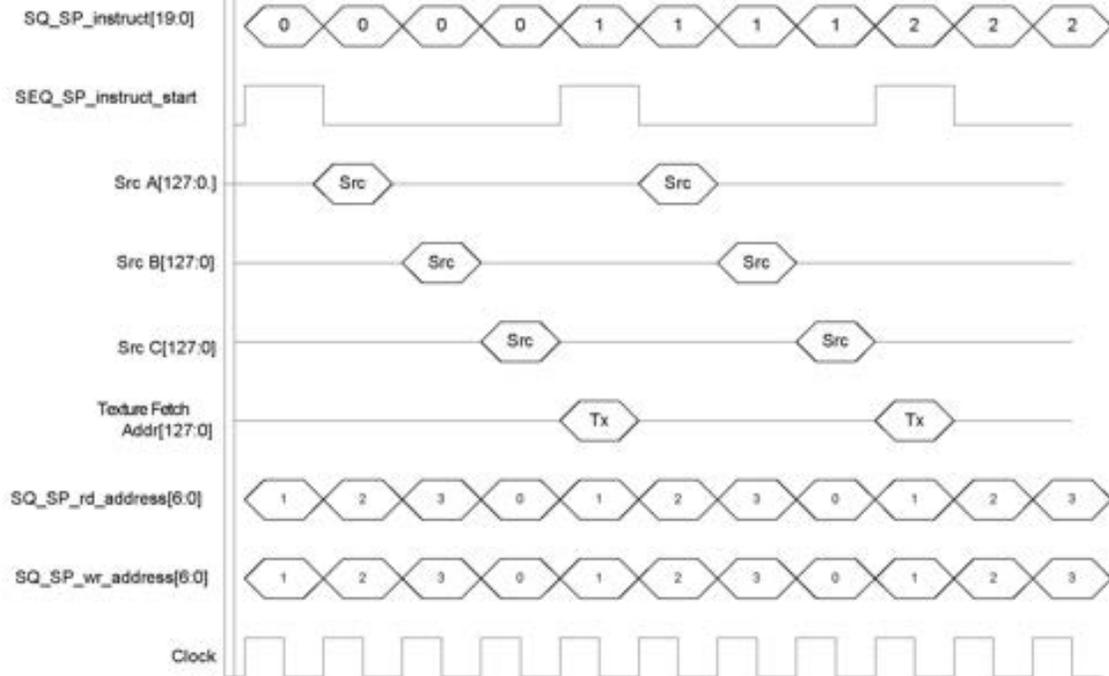 SQ_SP_instruct[19:0] 0 0 0 0 1 1 1 1 2 2 2
SEQ_SP_instruct_start
Src A[127:0.] Src Src
Src B[127:0] Src Src
Src C[127:0] Src Src
Texture Fetch
Addr[127:0] Tx Tx
SQ_SP_rd_address[6:0] 1 2 3 0 1 2 3 0 1 2 3
SQ_SP_wr_address[6:0] 1 2 3 0 1 2 3 0 1 2 3
Clock